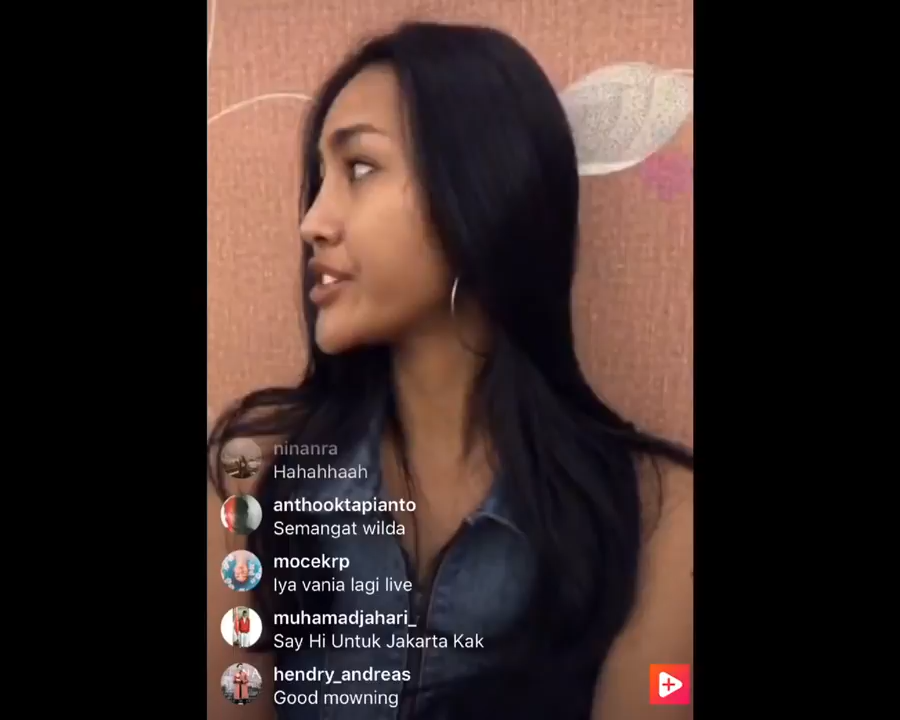 ninanra
Hahahhaah
anthooktapianto
Semangat wilda
mocekrp
Iya vania lagi live
muhamadjahari_
Say Hi Untuk Jakarta Kak
hendry_andreas
Good mowning